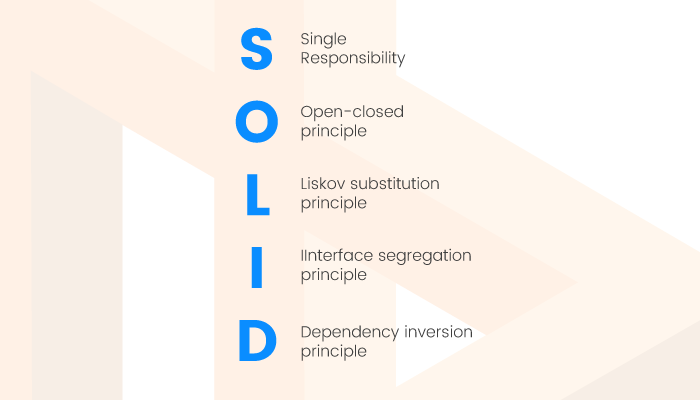 S
Single
Responsibility
O
Open-closed
principle
L
Liskov substitution
principle
I
IInterface segregation
principle
D
Dependency inversion
principle